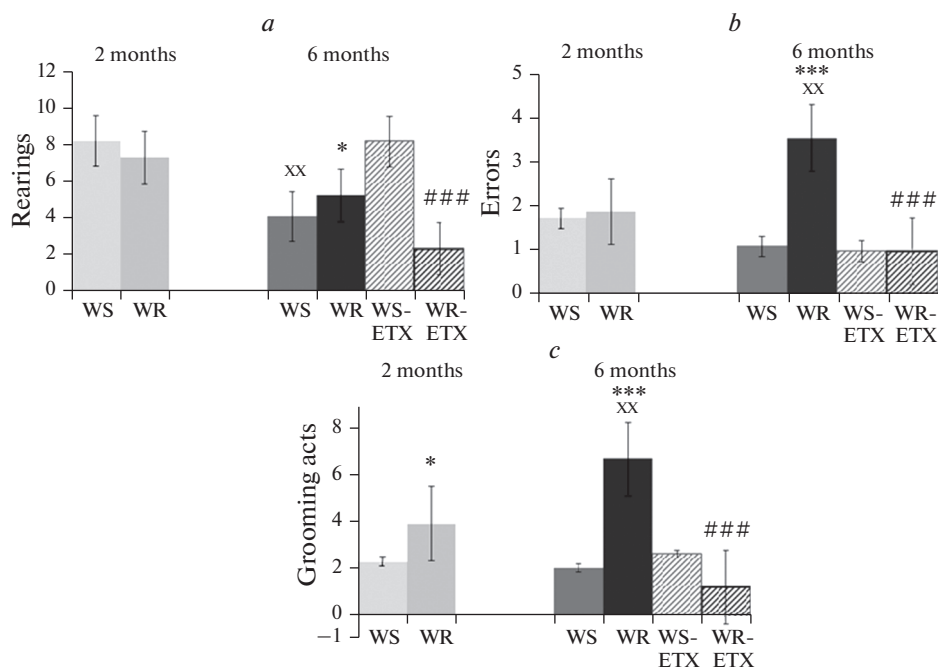 a
2 months 6 months
12
10
8
6
4
2
0
Rearings
xx
*
###
WS WR WS WR WS- WR-
ETX ETX
b
2 months 6 months
5
4
3
2
1
0
Errors
***
xx
###
WS WR WS WR WS- WR-
ETX ETX
c
2 months 6 months
8
6
4
2
0
−1
Grooming acts
*
***
xx
###
WS WR WS WR WS- WR-
ETX ETX